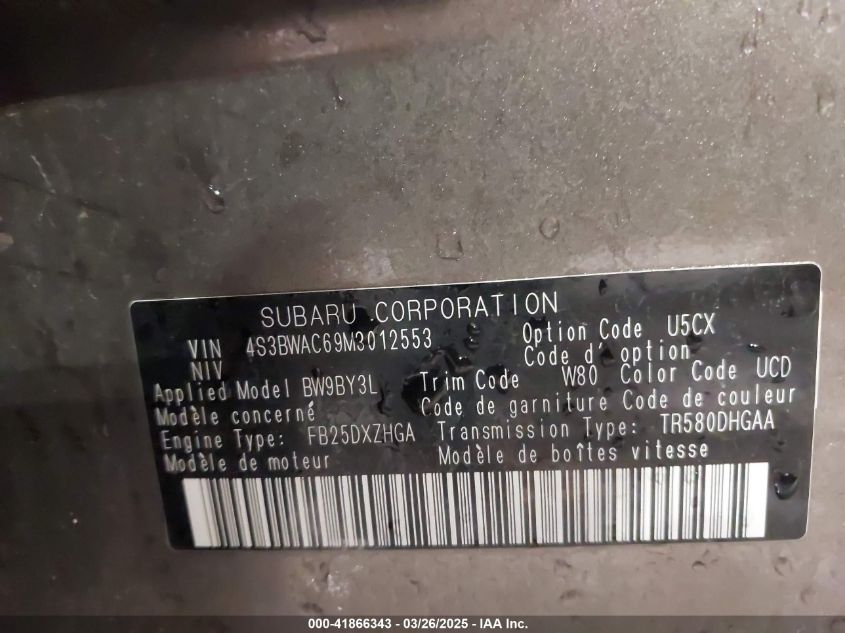 SUBARU CORPORATION
VIN 4S3BWAC69M3012553 Option Code U5CX
NIV Code d'option
Applied Model BW9BY3L Trim Code W80 Color Code UCD
Modèle concerné Code de garniture Code de couleur
Engine Type: FB25DXZHGA Transmission Type: TR580DHGAA
Modèle de moteur Modèle de boîtes vitesse
000-41866343 - 03/26/2025 - IAA Inc.